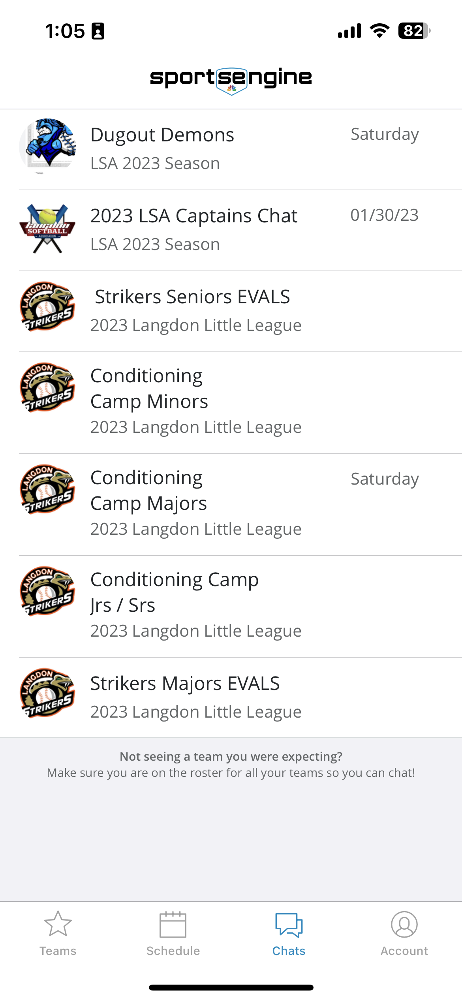 1:05
82
sportsengine
Dugout Demons
Saturday
LSA 2023 Season
2023 LSA Captains Chat
01/30/23
LSA 2023 Season
langdon
SOFTBALL
ASSOCIATION
Strikers Seniors EVALS
2023 Langdon Little League
LANGDON
STRIKERS
Conditioning
Camp Minors
2023 Langdon Little League
LANGDON
STRIKERS
Conditioning
Saturday
Camp Majors
2023 Langdon Little League
LANGDON
STRIKERS
Conditioning Camp
Jrs / Srs
2023 Langdon Little League
LANGDON
STRIKERS
Strikers Majors EVALS
2023 Langdon Little League
LANGDON
STRIKERS
Not seeing a team you were expecting?
Make sure you are on the roster for all your teams so you can chat!
Teams
Schedule
Chats
Account